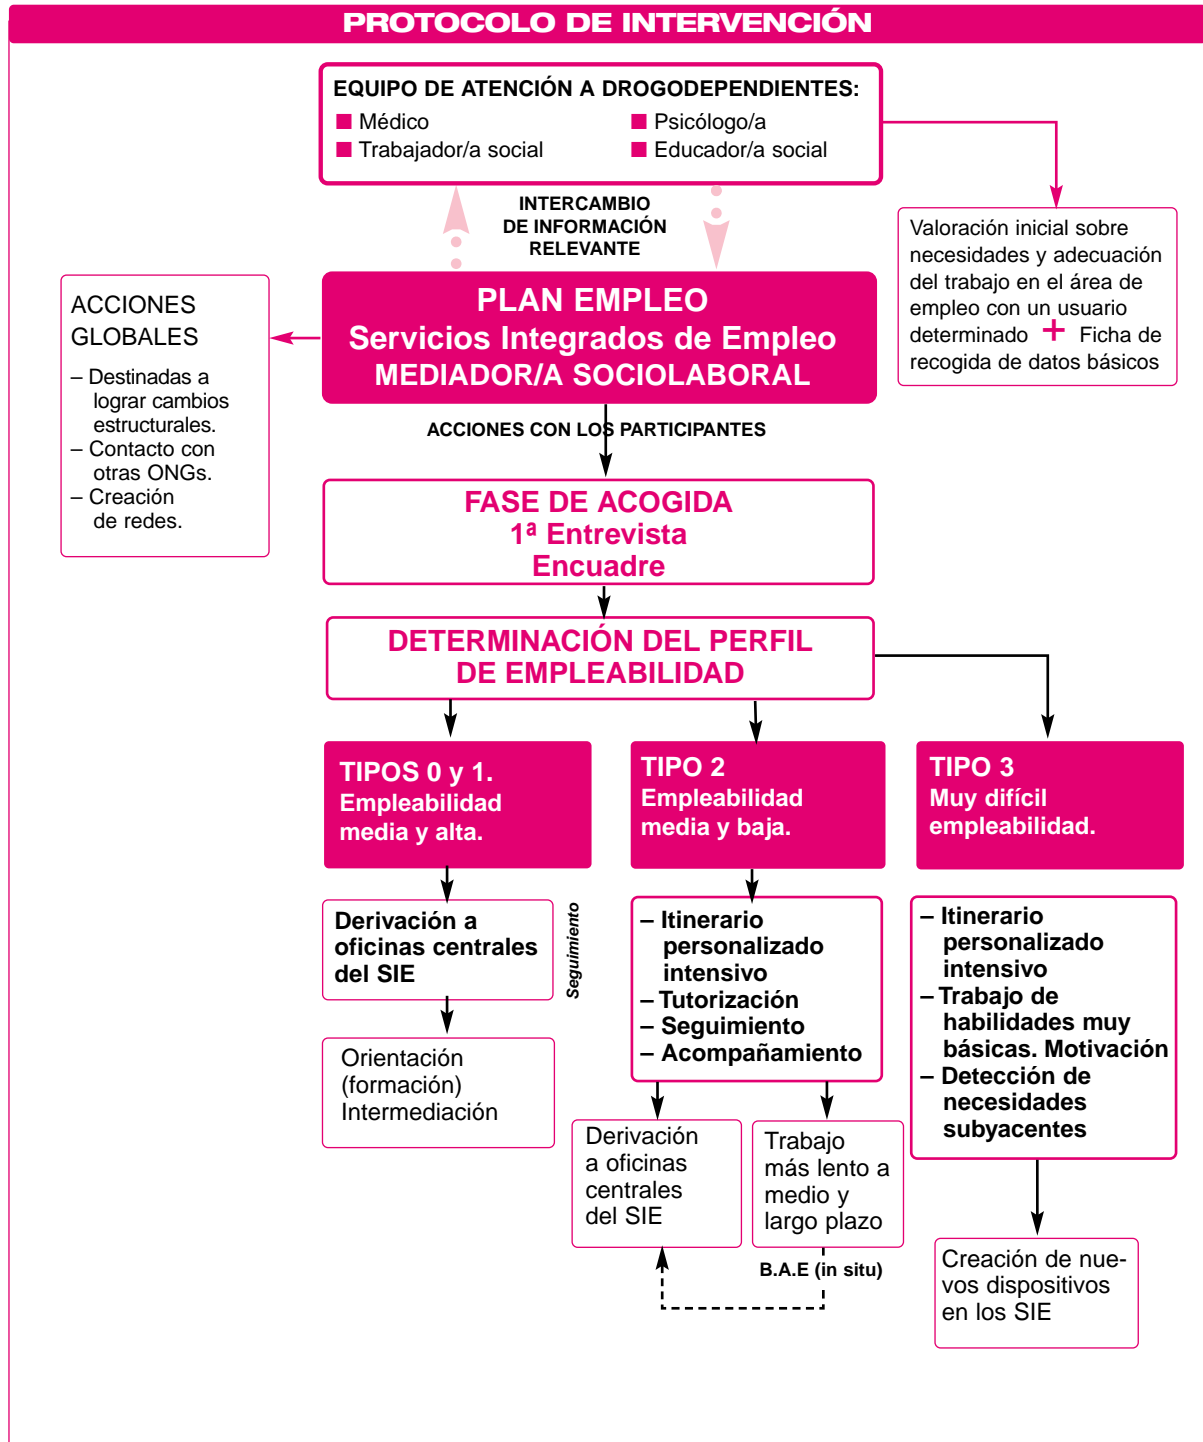 PROTOCOLO DE INTERVENCIÓN
EQUIPO DE ATENCIÓN A DROGODEPENDIENTES:
Médico
Psicólogo/a
Trabajador/a social
Educador/a social
INTERCAMBIO
DE INFORMACIÓN
RELEVANTE
Valoración inicial sobre
necesidades y adecuación
del trabajo en el área de
empleo con un usuario
determinado + Ficha de
recogida de datos básicos
ACCIONES
GLOBALES
– Destinadas a
lograr cambios
estructurales.
– Contacto con
otras ONGs.
– Creación
de redes.
PLAN EMPLEO
Servicios Integrados de Empleo
MEDIADOR/A SOCIOLABORAL
ACCIONES CON LOS PARTICIPANTES
FASE DE ACOGIDA
1ª Entrevista
Encuadre
DETERMINACIÓN DEL PERFIL
DE EMPLEABILIDAD
TIPOS 0 y 1.
Empleabilidad
media y alta.
TIPO 2
Empleabilidad
media y baja.
TIPO 3
Muy difícil
empleabilidad.
Derivación a
oficinas centrales
del SIE
Seguimiento
Orientación
(formación)
Intermediación
– Itinerario
personalizado
intensivo
– Tutorización
– Seguimiento
– Acompañamiento
Derivación
a oficinas
centrales
del SIE
Trabajo
más lento a
medio y
largo plazo
B.A.E (in situ)
– Itinerario
personalizado
intensivo
– Trabajo de
habilidades muy
básicas. Motivación
– Detección de
necesidades
subyacentes
Creación de nue-
vos dispositivos
en los SIE